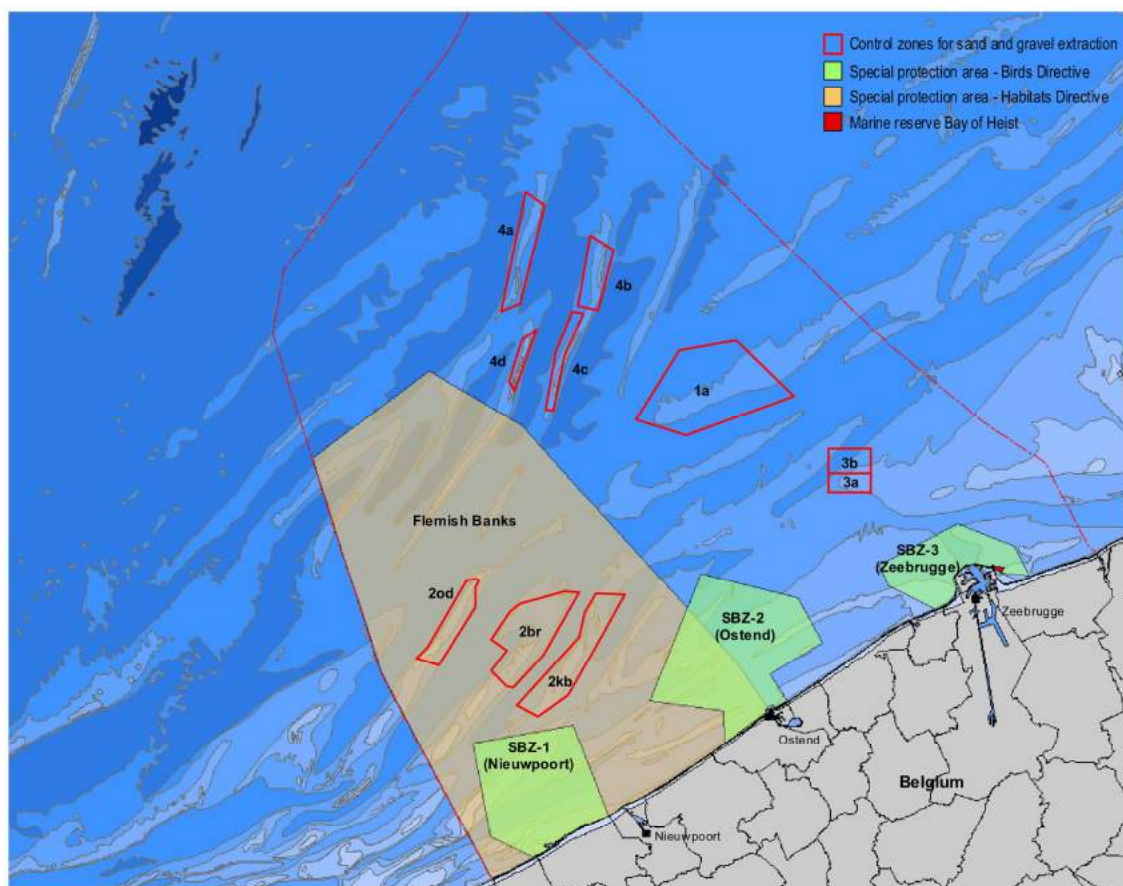 Control zones for sand and gravel extraction
Special protection area - Birds Directive
Special protection area - Habitats Directive
Marine reserve Bay of Heist
4a
4b
4d
4c
1a
3b
3a
Flemish Banks
SBZ-3
(Zeebrugge)
2od
2br
2kb
SBZ-2
(Ostend)
Zeebrugge
SBZ-1
(Nieuwpoort)
Ostend
Belgium
Nieuwpoort